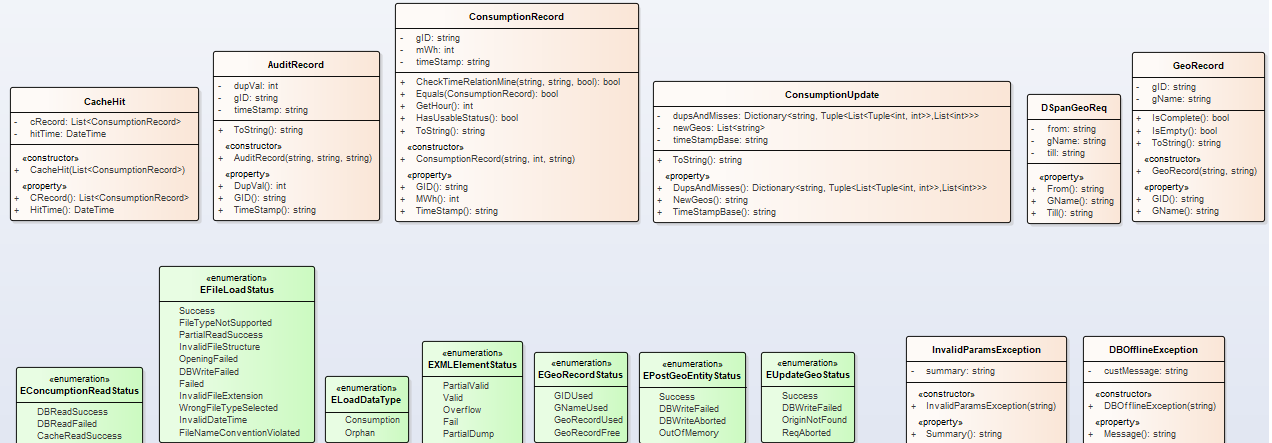 CacheHit
- cRecord: List<ConsumptionRecord>
- hitTime: DateTime
«constructor»
+ CacheHit(List<ConsumptionRecord>)
«property»
+ CRecord(): List<ConsumptionRecord>
+ HitTime(): DateTime
AuditRecord
- dupVal: int
- gID: string
- timeStamp: string
+ ToString(): string
«constructor»
+ AuditRecord(string, string, string)
«property»
+ DupVal(): int
+ GID(): string
+ TimeStamp(): string
ConsumptionRecord
- gID: string
- mWh: int
- timeStamp: string
+ CheckTimeRelationMine(string, string, bool): bool
+ Equals(ConsumptionRecord): bool
+ GetHour(): int
+ HasUsableStatus(): bool
+ ToString(): string
«constructor»
+ ConsumptionRecord(string, int, string)
«property»
+ GID(): string
+ MWh(): int
+ TimeStamp(): string
ConsumptionUpdate
- dupsAndMisses: Dictionary<string, Tuple<List<Tuple<int, int>>,List<int>>>
- newGeos: List<string>
- timeStampBase: string
+ ToString(): string
«property»
+ DupsAndMisses(): Dictionary<string, Tuple<List<Tuple<int, int>>,List<int>>>
+ NewGeos(): List<string>
+ TimeStampBase(): string
DSpanGeoReq
- from: string
- gName: string
- till: string
«property»
+ From(): string
+ GName(): string
+ Till(): string
GeoRecord
- gID: string
- gName: string
+ IsComplete(): bool
+ IsEmpty(): bool
+ ToString(): string
«constructor»
+ GeoRecord(string, string)
«property»
+ GID(): string
+ GName(): string
«enumeration»
EConcumptionReadStatus
DBReadSuccess
DBReadFailed
CacheReadSuccess
«enumeration»
EFileLoadStatus
Success
FileTypeNotSupported
PartialReadSuccess
InvalidFileStructure
OpeningFailed
DBWriteFailed
Failed
InvalidFileExtension
WrongFileTypeSelected
InvalidDateTime
FileNameConventionViolated
«enumeration»
ELoadDataType
Consumption
Orphan
«enumeration»
EXMLElementStatus
PartialValid
Valid
Overflow
Fail
PartialDump
«enumeration»
EGeoRecordStatus
GIDUsed
GNameUsed
GeoRecordUsed
GeoRecordFree
«enumeration»
EPostGeoEntityStatus
Success
DBWriteFailed
DBWriteAborted
OutOfMemory
«enumeration»
EUpdateGeoStatus
Success
DBWriteFailed
OriginNotFound
ReqAborted
InvalidParamsException
- summary: string
«constructor»
+ InvalidParamsException(string)
«property»
+ Summary(): string
DBOfflineException
- custMessage: string
«constructor»
+ DBOfflineException(string)
«property»
+ Message(): string